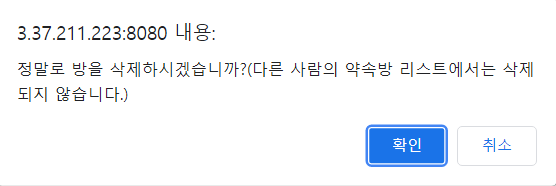 3.37.211.223:8080 내용:
정말로 방을 삭제하시겠습니까?(다른 사람의 약속방 리스트에서는 삭제
되지 않습니다.)
확인
취소